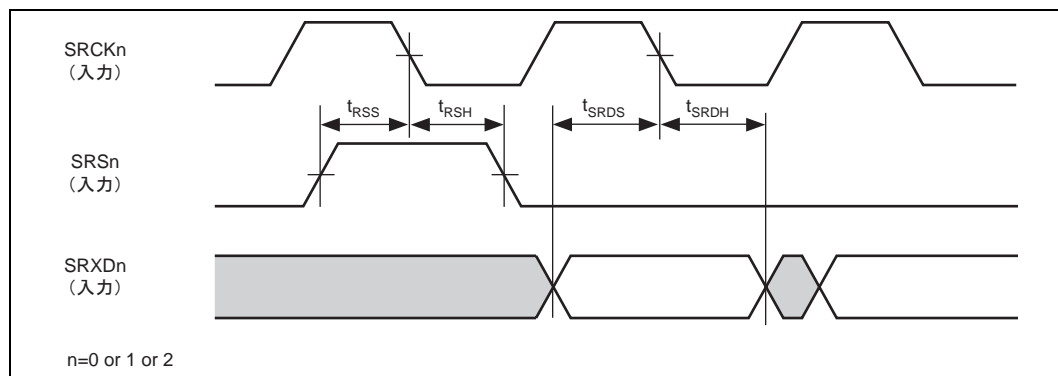 SRCKn
（入力）
tRSS
tRSH
tSRDS
tSRDH
SRSn
（入力）
SRXDn
（入力）
n=0 or 1 or 2